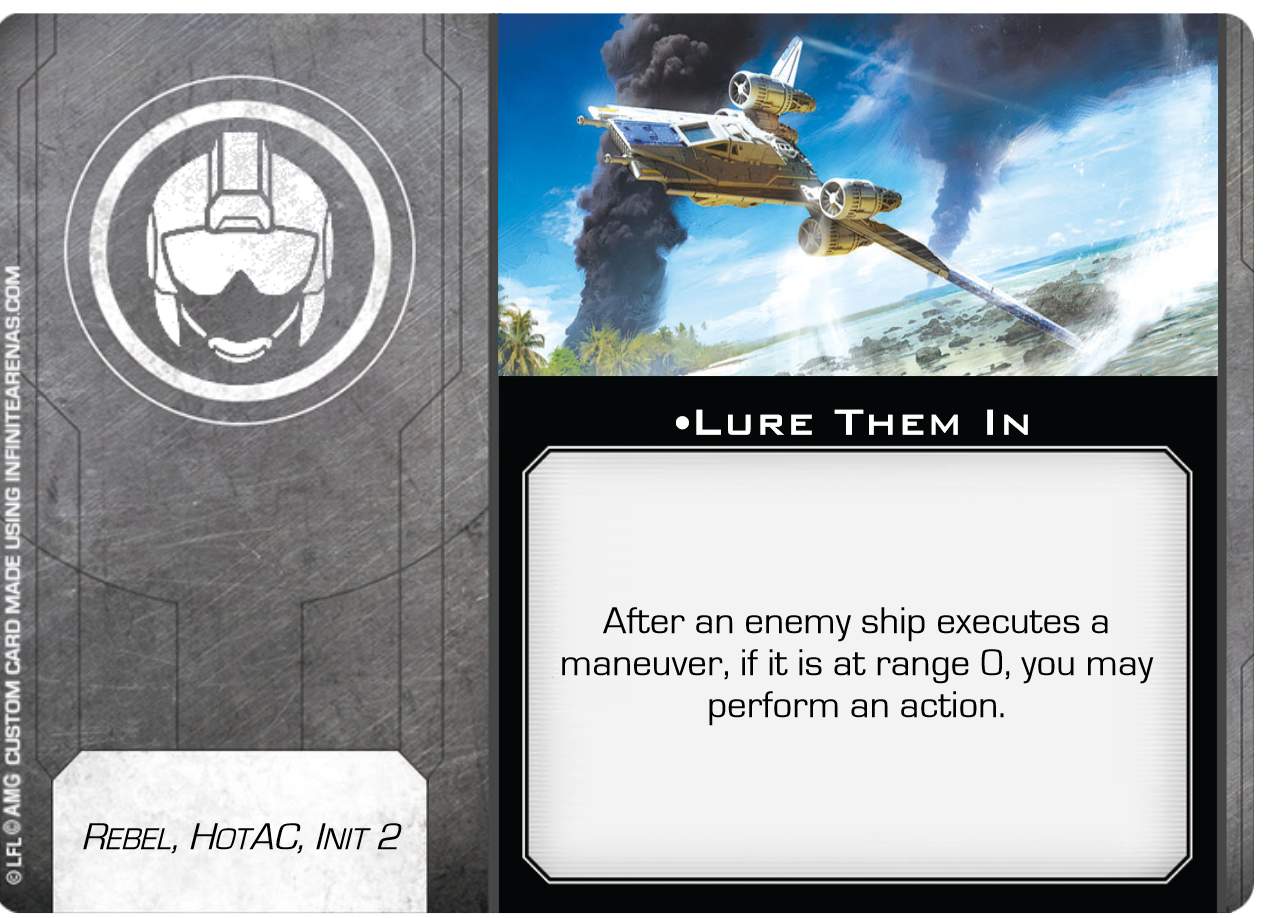 ©LFL ©AMG CUSTOM CARD MADE USING INFINITEARENAS.COM
•LURE THEM IN
After an enemy ship executes a
maneuver, if it is at range 0, you may
perform an action.
REBEL, HOTAC, INIT 2